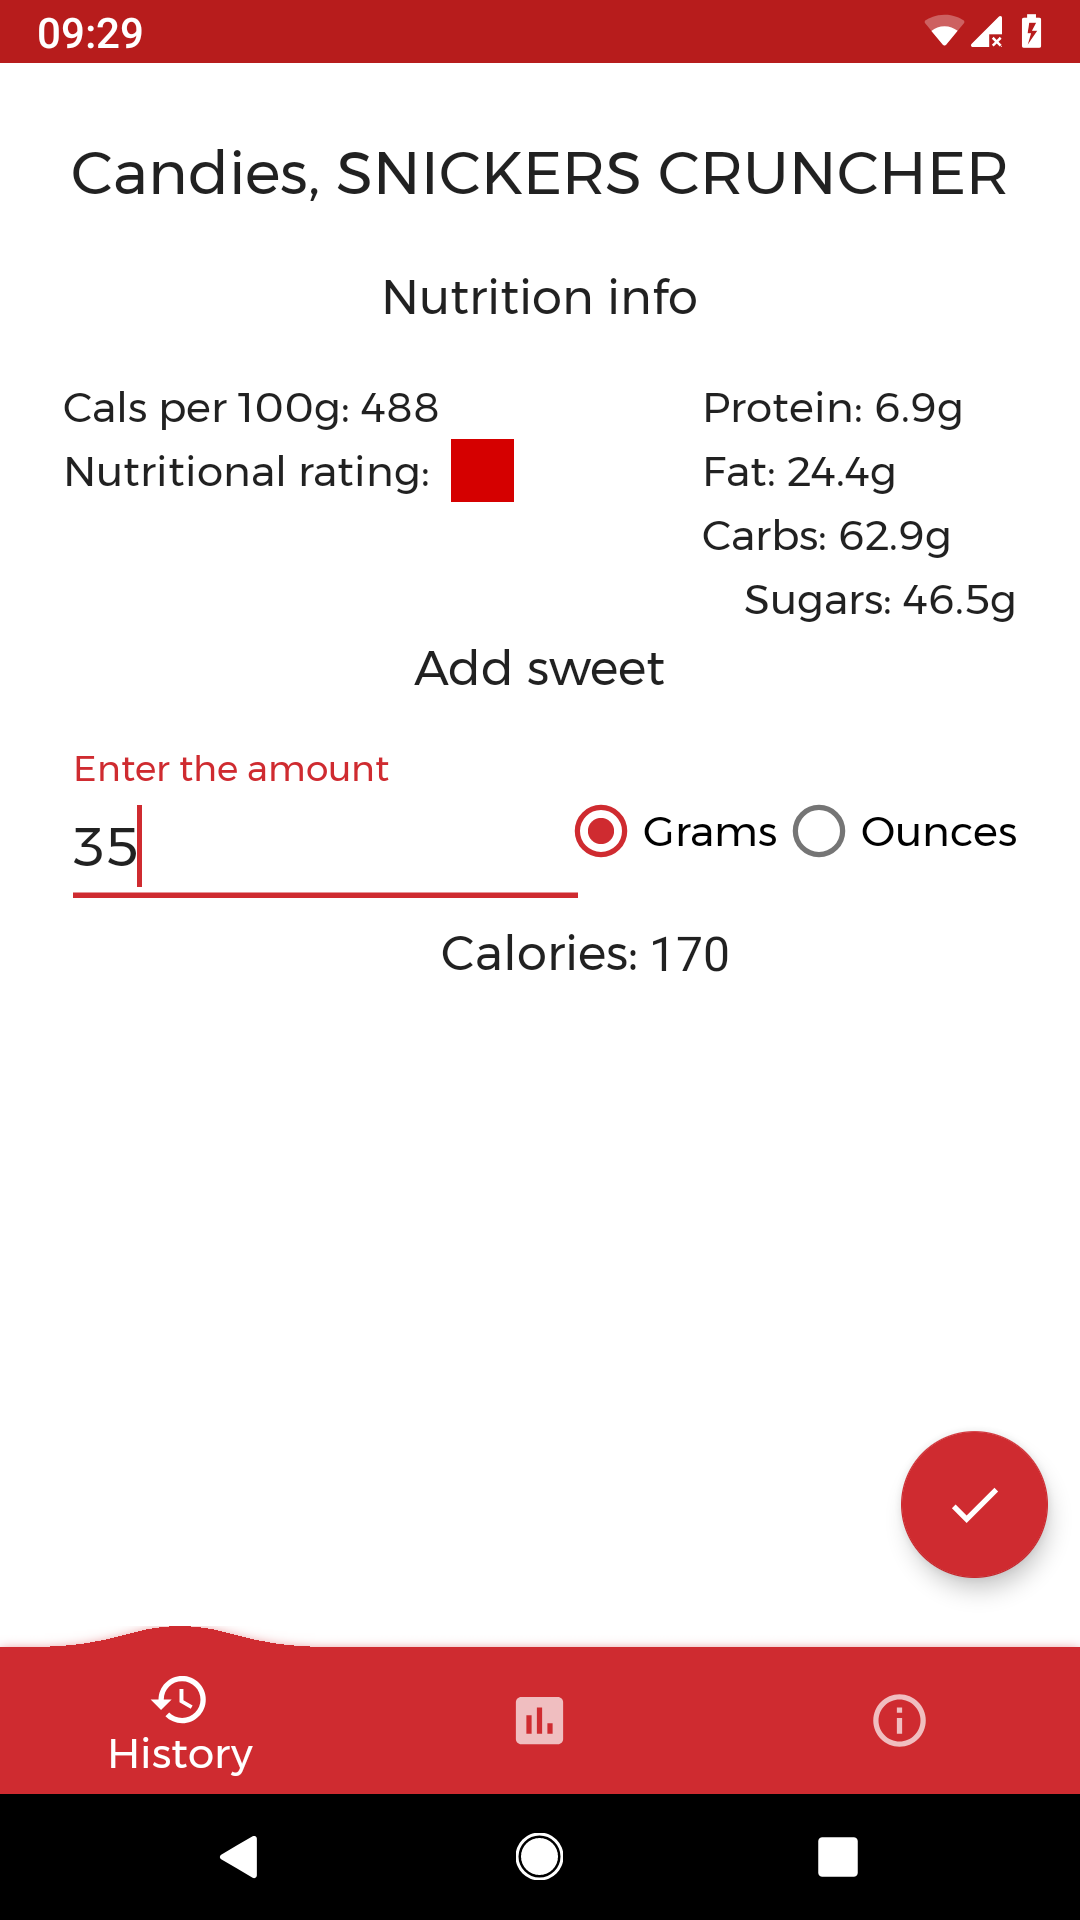 09:29
Candies, SNICKERS CRUNCHER
Nutrition info
Cals per 100g: 488
Nutritional rating:
Protein: 6.9g
Fat: 24.4g
Carbs: 62.9g
Sugars: 46.5g
Add sweet
Enter the amount
35
Grams
Ounces
Calories: 170
History